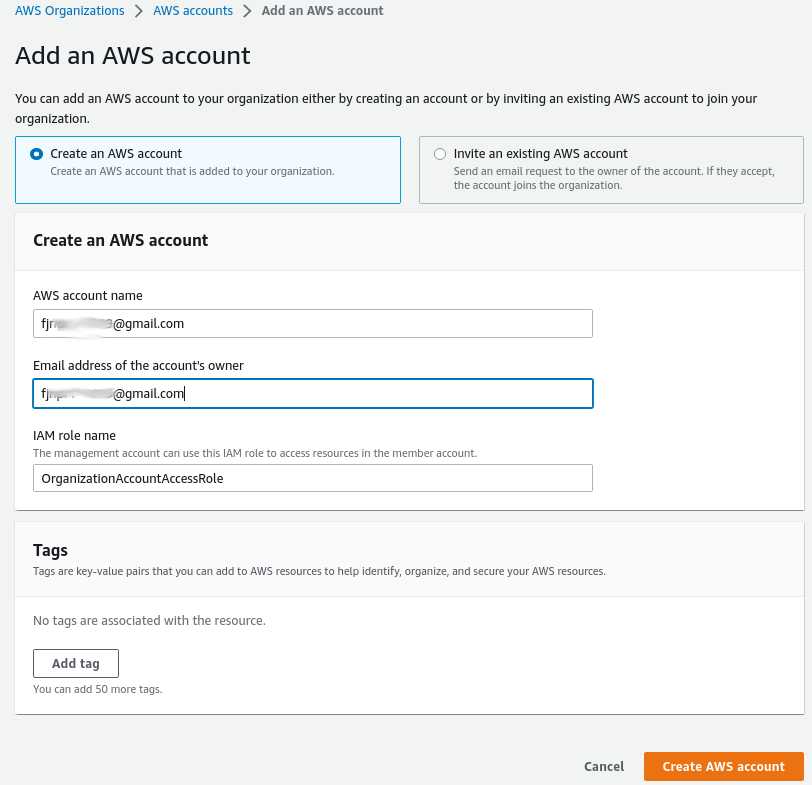 AWS Organizations > AWS accounts > Add an AWS account
Add an AWS account
You can add an AWS account to your organization either by creating an account or by inviting an existing AWS account to join your
organization.
Create an AWS account
Create an AWS account that is added to your organization.
Invite an existing AWS account
Send an email request to the owner of the account. If they accept,
the account joins the organization.
Create an AWS account
AWS account name
@gmail.com
Email address of the account's owner
@gmail.com
IAM role name
The management account can use this IAM role to access resources in the member account.
OrganizationAccountAccessRole
Tags
Tags are key-value pairs that you can add to AWS resources to help identify, organize, and secure your AWS resources.
No tags are associated with the resource.
Add tag
You can add 50 more tags.
Cancel
Create AWS account